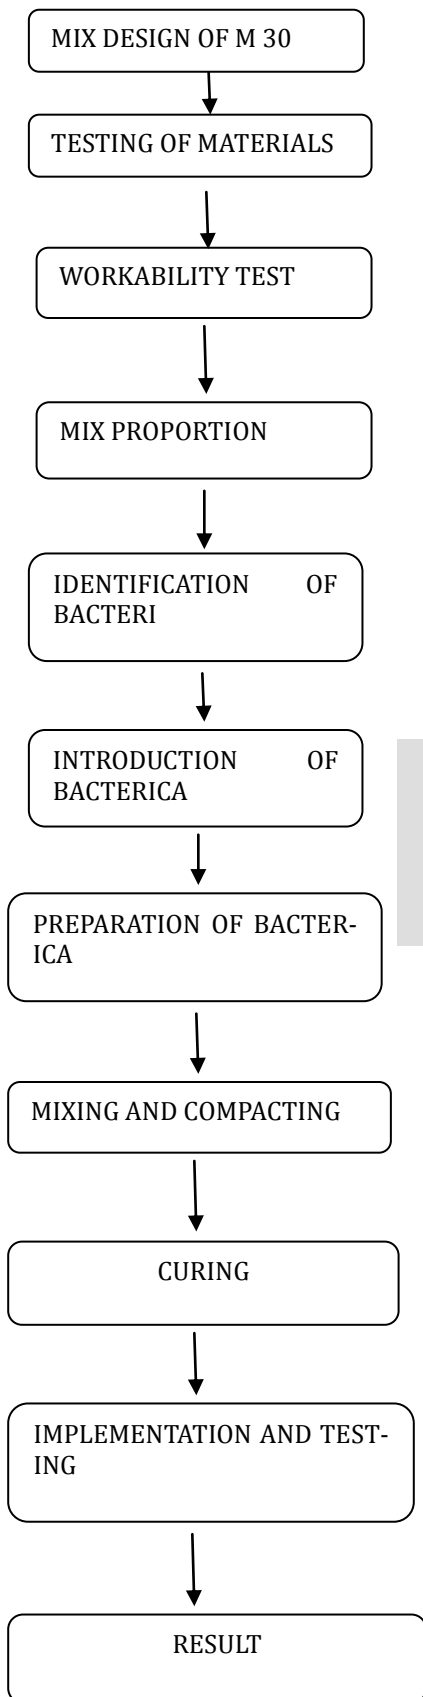 MIX DESIGN OF M 30
TESTING OF MATERIALS
WORKABILITY TEST
MIX PROPORTION
IDENTIFICATION OF
BACTERI
INTRODUCTION OF
BACTERICA
PREPARATION OF BACTER-
ICA
MIXING AND COMPACTING
CURING
IMPLEMENTATION AND TEST-
ING
RESULT